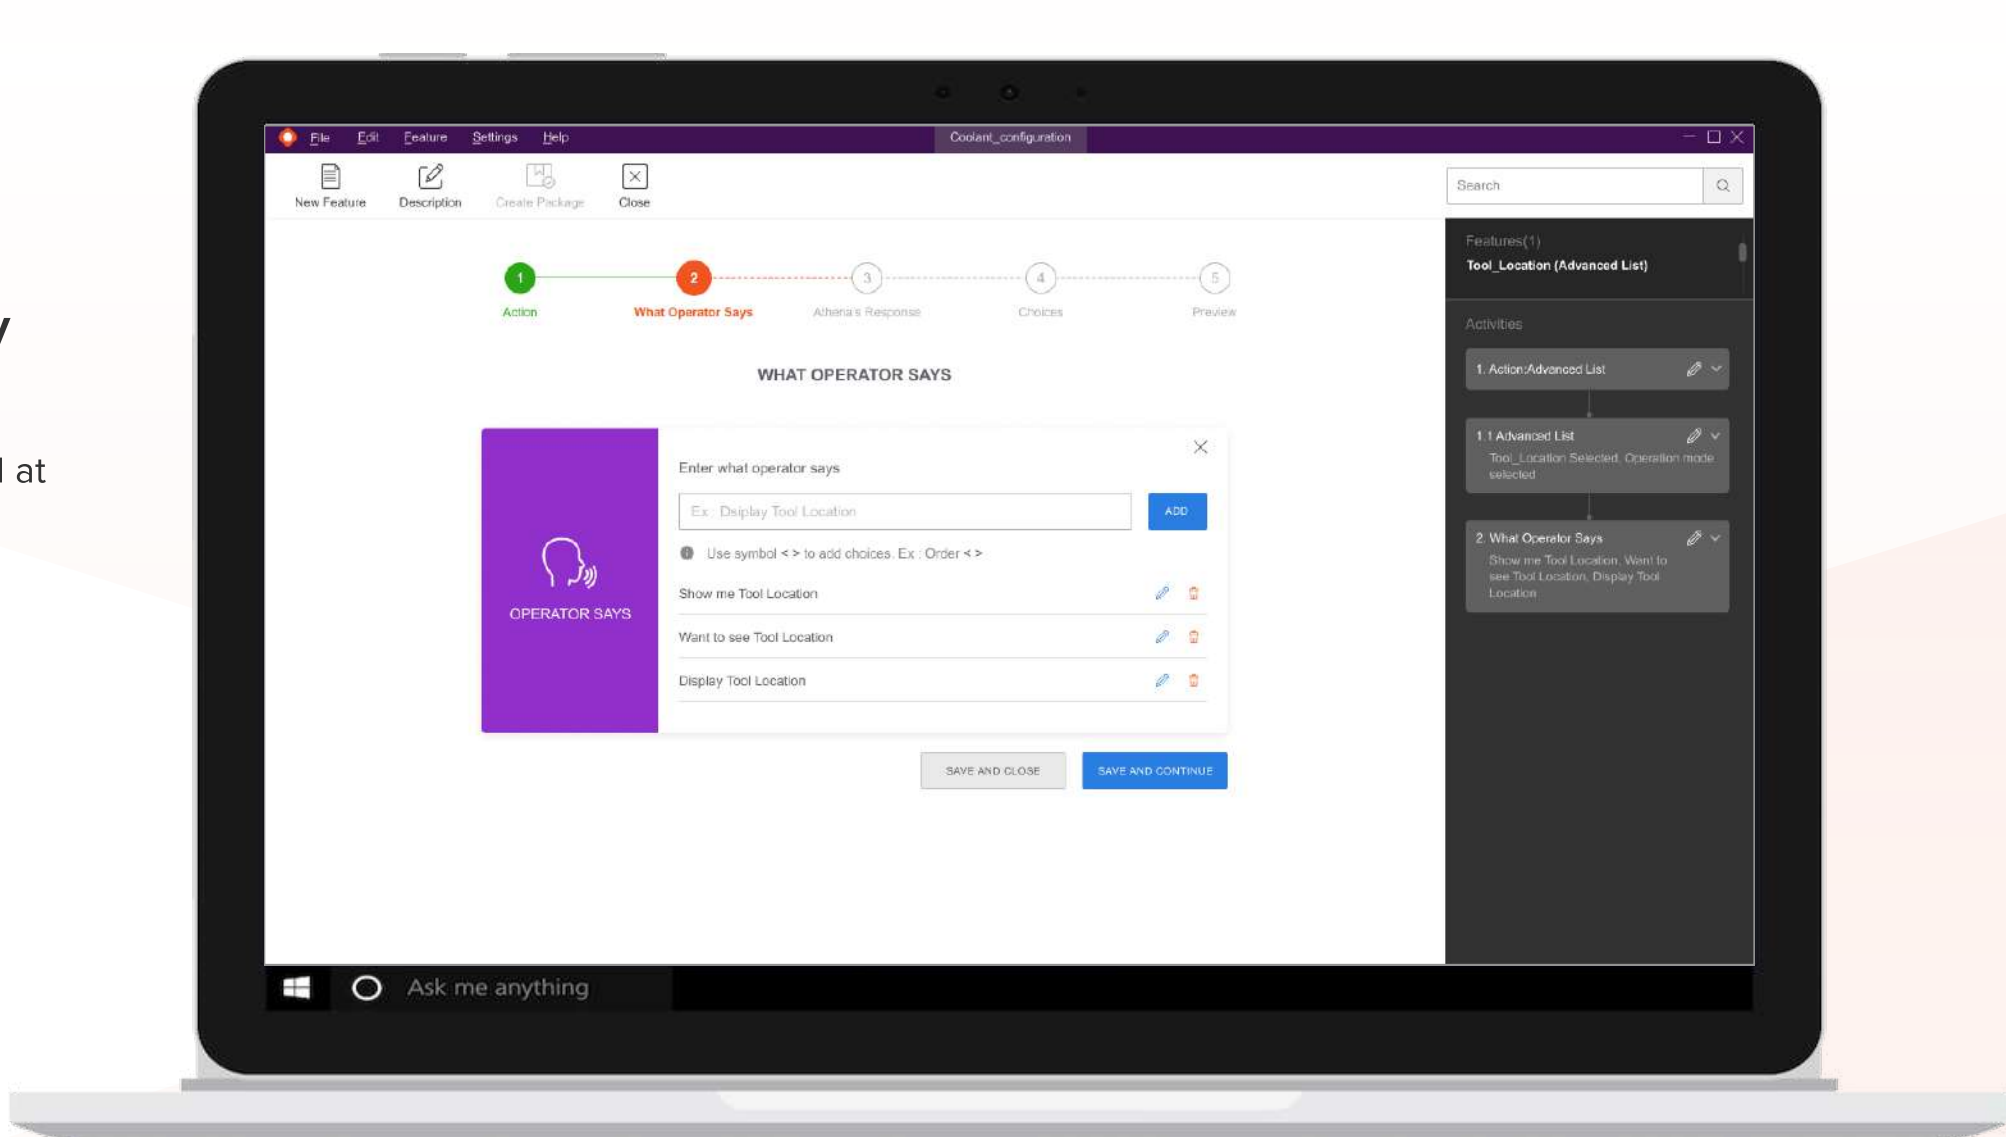 File Edit Feature Settings Help
Coolant_configuration
New Feature
Description
Create Package
Close
Search
1
2
3
4
5
Action
What Operator Says
Athena's Response
Choices
Preview
WHAT OPERATOR SAYS
OPERATOR SAYS
Enter what operator says
Ex : Dsiplay Tool Location
ADD
Use symbol < > to add choices. Ex : Order < >
Show me Tool Location
Want to see Tool Location
Display Tool Location
SAVE AND CLOSE
SAVE AND CONTINUE
Features(1)
Tool_Location (Advanced List)
Activities
1. Action:Advanced List
1.1 Advanced List
Tool_Location Selected, Operation mode
selected
2. What Operator Says
Show me Tool Location, Want to
see Tool Location, Display Tool
Location
at
Ask me anything